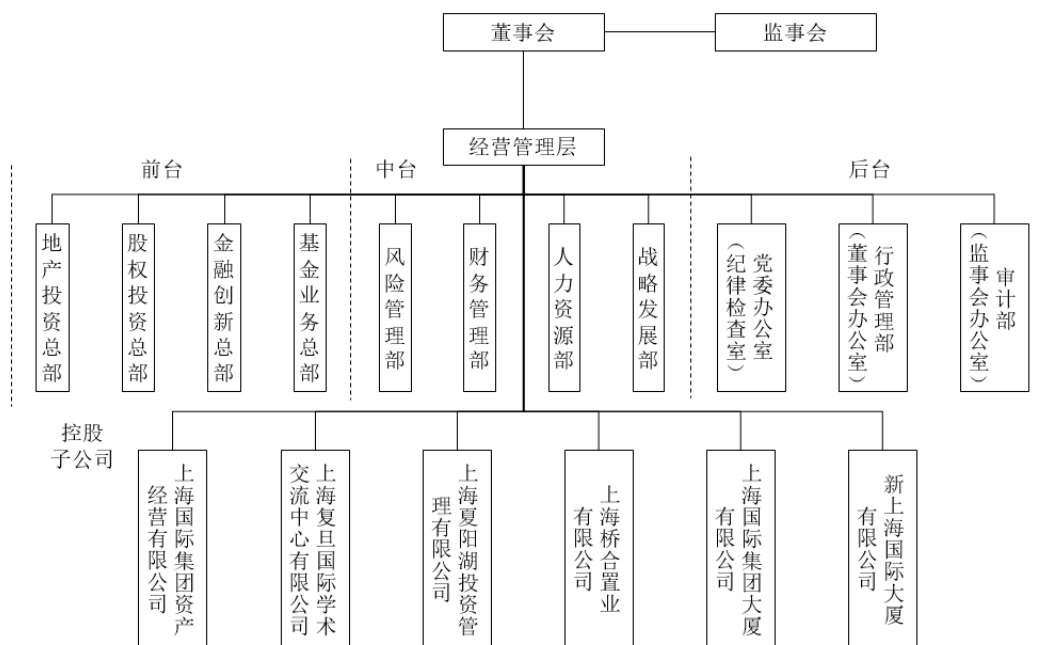 董事会
监事会
经营管理层
前台
中台
后台
地产投资总部
股权投资总部
金融创新总部
基金业务总部
风险管理部
财务管理部
人力资源部
战略发展部
党委办公室
（纪律检查室）
行政管理部
（董事会办公室）
审计部
（监事会办公室）
控股
子公司
上海国际集团资产
经营有限公司
上海复旦国际学术
交流中心有限公司
上海夏阳湖投资管
理有限公司
上海桥合置业
有限公司
上海国际集团大厦
有限公司
新上海国际大厦
有限公司